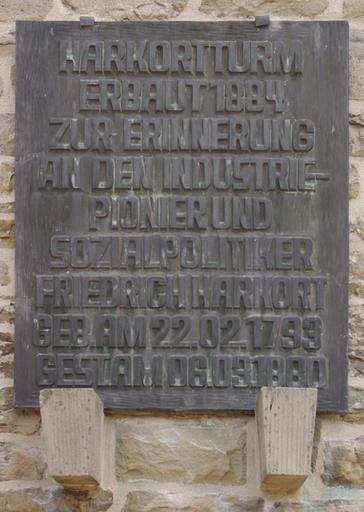 HARKORTTURM
ERBAUT 1884
ZUR ERINNERUNG
AN DEN INDUSTRIE-
PIONIER UND
SOZIALPOLITIKER
FRIEDRICH HARKORT
GEB. AM 22.02.1793
GEST. AM 06.03.1880